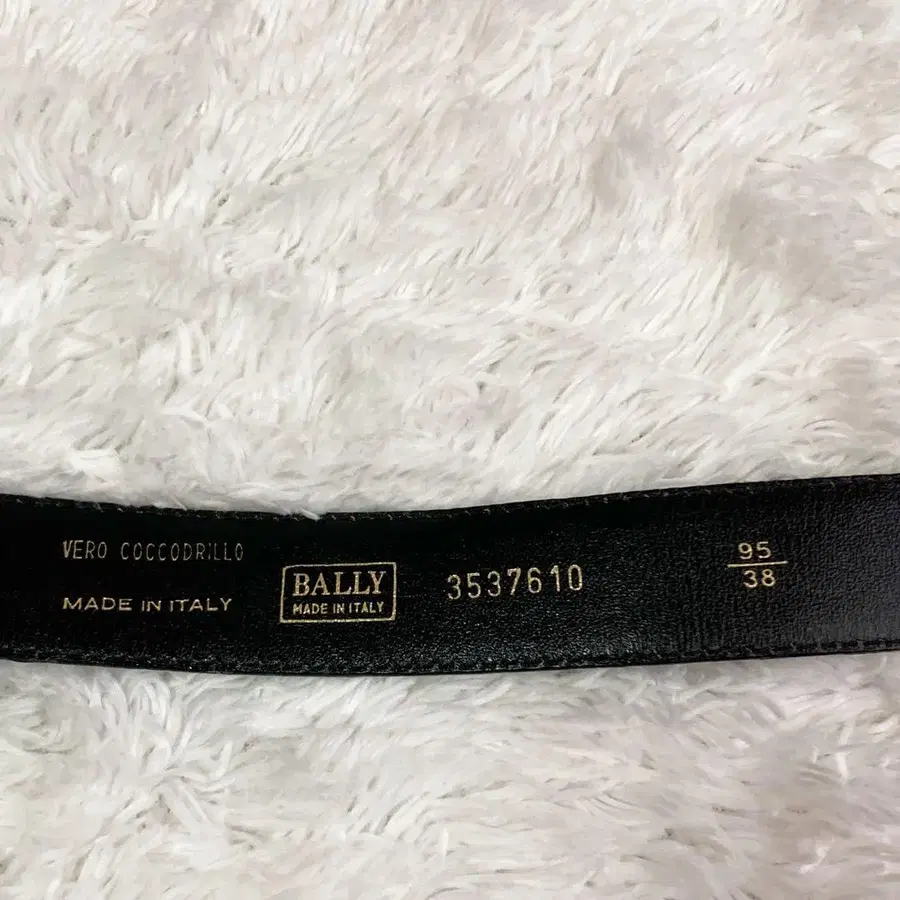 VERO COCCODRILLO
MADE IN ITALY
BALLY
MADE IN ITALY
3537610
95
38